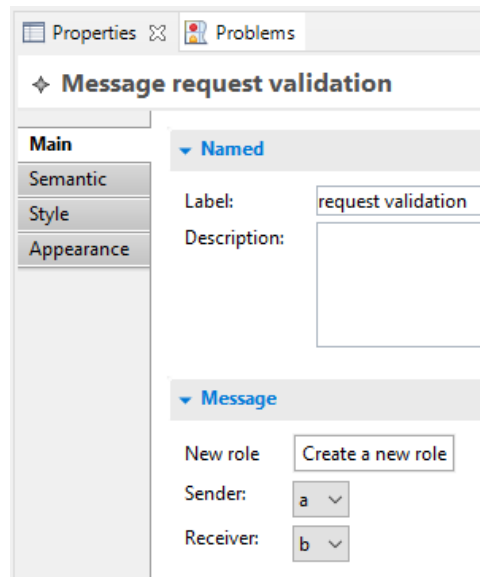 Properties Problems
Message request validation
Main
Semantic
Style
Appearance
Named
Label: request validation
Description:
Message
New role Create a new role
Sender: a
Receiver: b